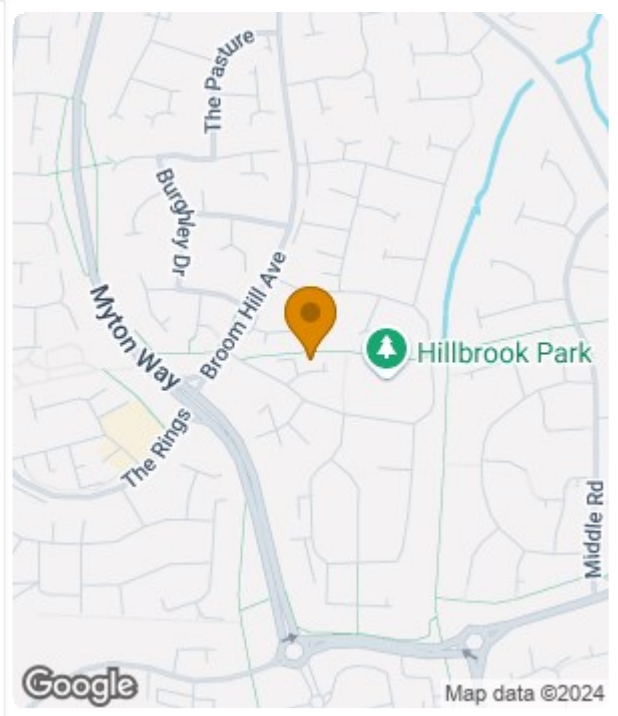 The Pasture
Burghley Dr
Broom Hill Ave
Myton Way
Hillbrook Park
The Rings
Middle Rd
Google
Map data ©2024